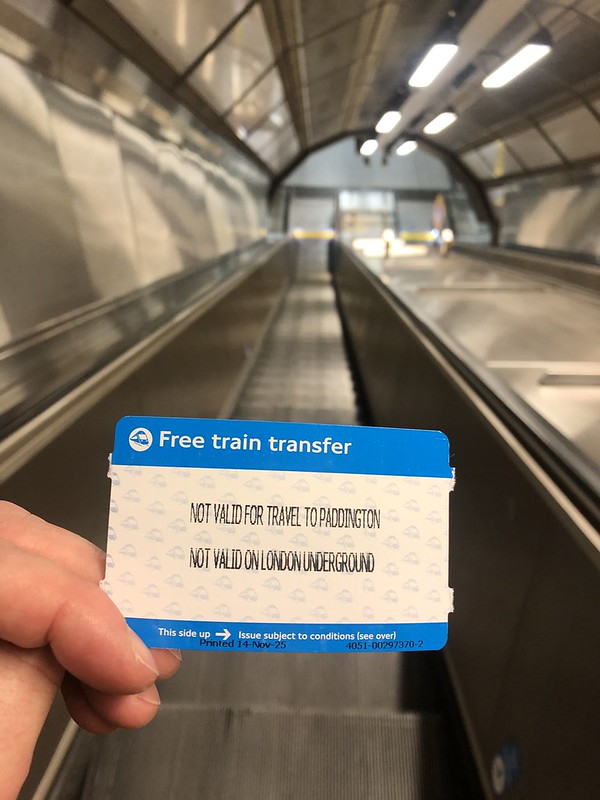 Free train transfer
NOT VALID FOR TRAVEL TO PADDINGTON
NOT VALID ON LONDON UNDERGROUND
This side up → Issue subject to conditions (see over)
Printed 14-Nov-25 4051-00297370-2